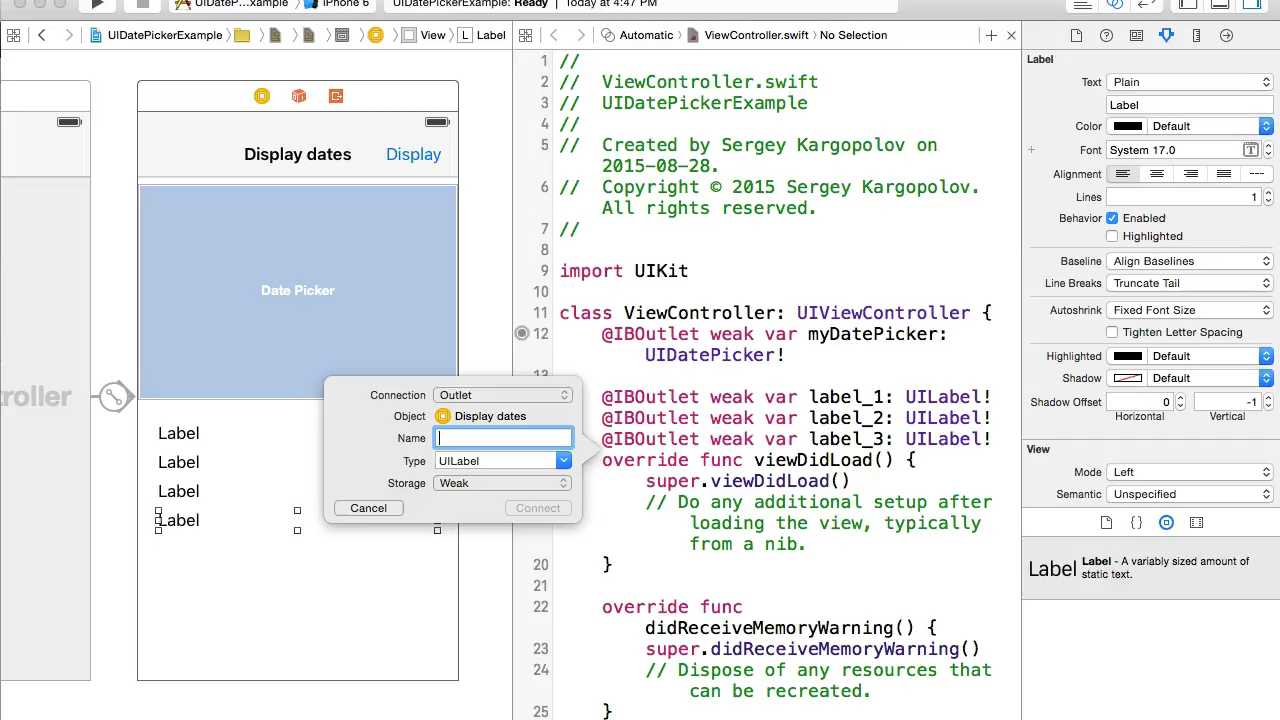 UIDateP...xample iPhone 6
UIDatePickerExample: Ready | Today at 4:47 PM
UIDatePickerExample View L Label
Automatic ViewController.swift No Selection
Display dates Display
Date Picker
troller
Label
Label
Label
Label
Connection Outlet
Object Display dates
Name
Type UILabel
Storage Weak
Cancel Connect
1 //
2 // ViewController.swift
3 // UIDatePickerExample
4 //
5 // Created by Sergey Kargopolov on
2015-08-28.
6 // Copyright © 2015 Sergey Kargopolov.
All rights reserved.
7 //
8
9 import UIKit
10
11 class ViewController: UIViewController {
12 @IBOutlet weak var myDatePicker:
UIDatePicker!
13
@IBOutlet weak var label_1: UILabel!
@IBOutlet weak var label_2: UILabel!
@IBOutlet weak var label_3: UILabel!
override func viewDidLoad() {
super.viewDidLoad()
// Do any additional setup after
loading the view, typically
from a nib.
20 }
21
22 override func
didReceiveMemoryWarning() {
23 super.didReceiveMemoryWarning()
24 // Dispose of any resources that
can be recreated.
25 }
Label
Text Plain
Label
Color Default
Font System 17.0 T
Alignment
Lines 1
Behavior Enabled
Highlighted
Baseline Align Baselines
Line Breaks Truncate Tail
Autoshrink Fixed Font Size
Tighten Letter Spacing
Highlighted Default
Shadow Default
Shadow Offset 0 -1
Horizontal Vertical
View
Mode Left
Semantic Unspecified
{}
Label Label - A variably sized amount of
static text.